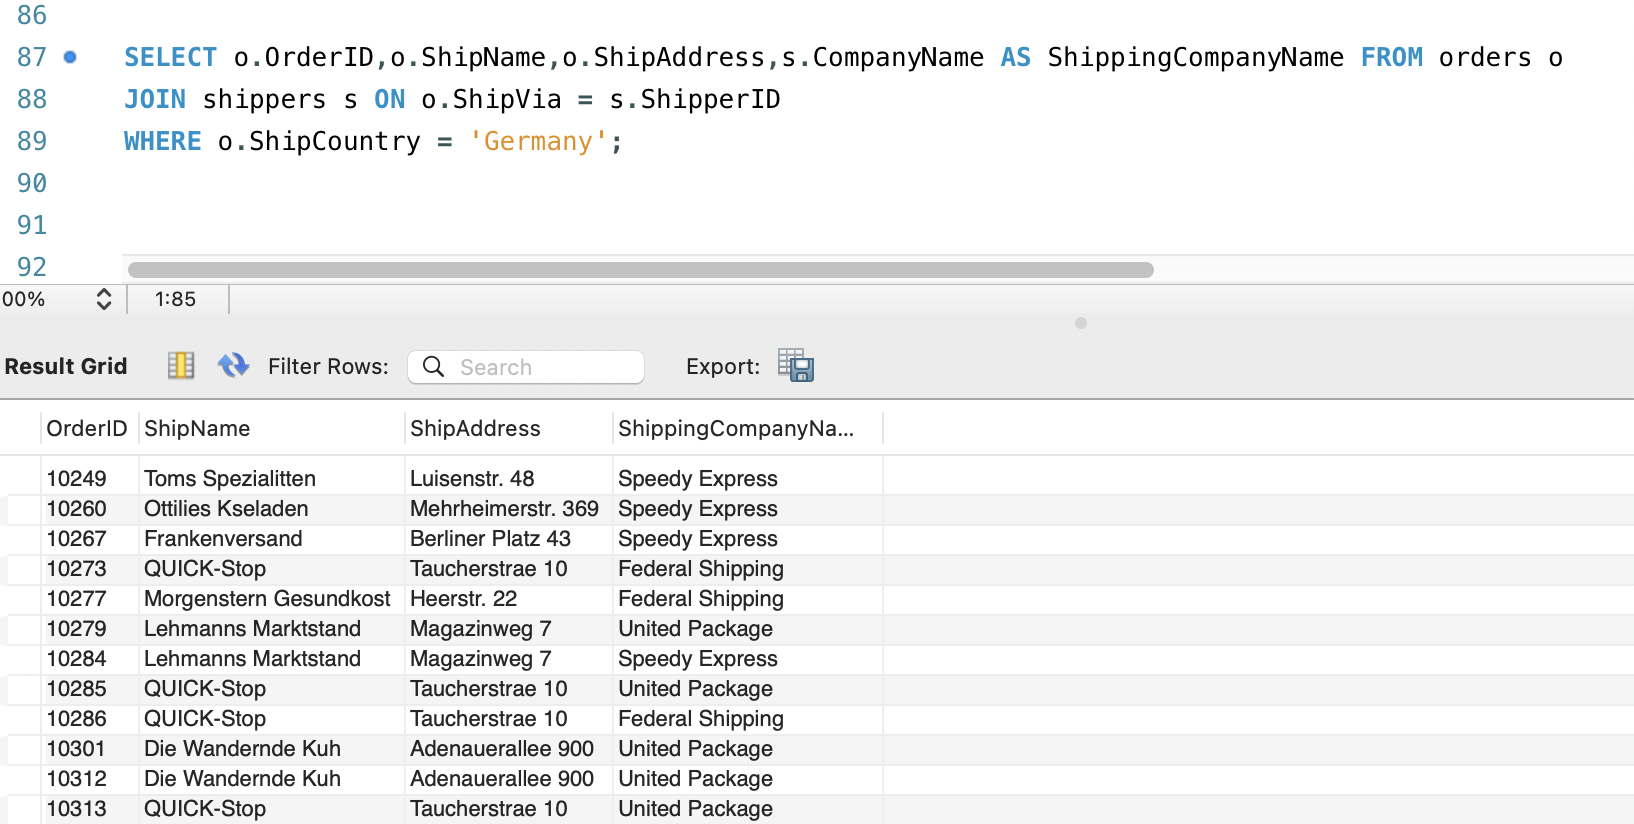 86
87 SELECT o.OrderID,o.ShipName,o.ShipAddress,s.CompanyName AS ShippingCompanyName FROM orders o
88 JOIN shippers s ON o.ShipVia = s.ShipperID
89 WHERE o.ShipCountry = 'Germany';
90
91
92
00% 1:85
Result Grid Filter Rows: Search Export:
OrderID ShipName ShipAddress ShippingCompanyNa...
10249 Toms Spezialitten Luisenstr. 48 Speedy Express
10260 Ottilies Kseladen Mehrheimerstr. 369 Speedy Express
10267 Frankenversand Berliner Platz 43 Speedy Express
10273 QUICK-Stop Taucherstrae 10 Federal Shipping
10277 Morgenstern Gesundkost Heerstr. 22 Federal Shipping
10279 Lehmanns Marktstand Magazinweg 7 United Package
10284 Lehmanns Marktstand Magazinweg 7 Speedy Express
10285 QUICK-Stop Taucherstrae 10 United Package
10286 QUICK-Stop Taucherstrae 10 Federal Shipping
10301 Die Wandernde Kuh Adenauerallee 900 United Package
10312 Die Wandernde Kuh Adenauerallee 900 United Package
10313 QUICK-Stop Taucherstrae 10 United Package